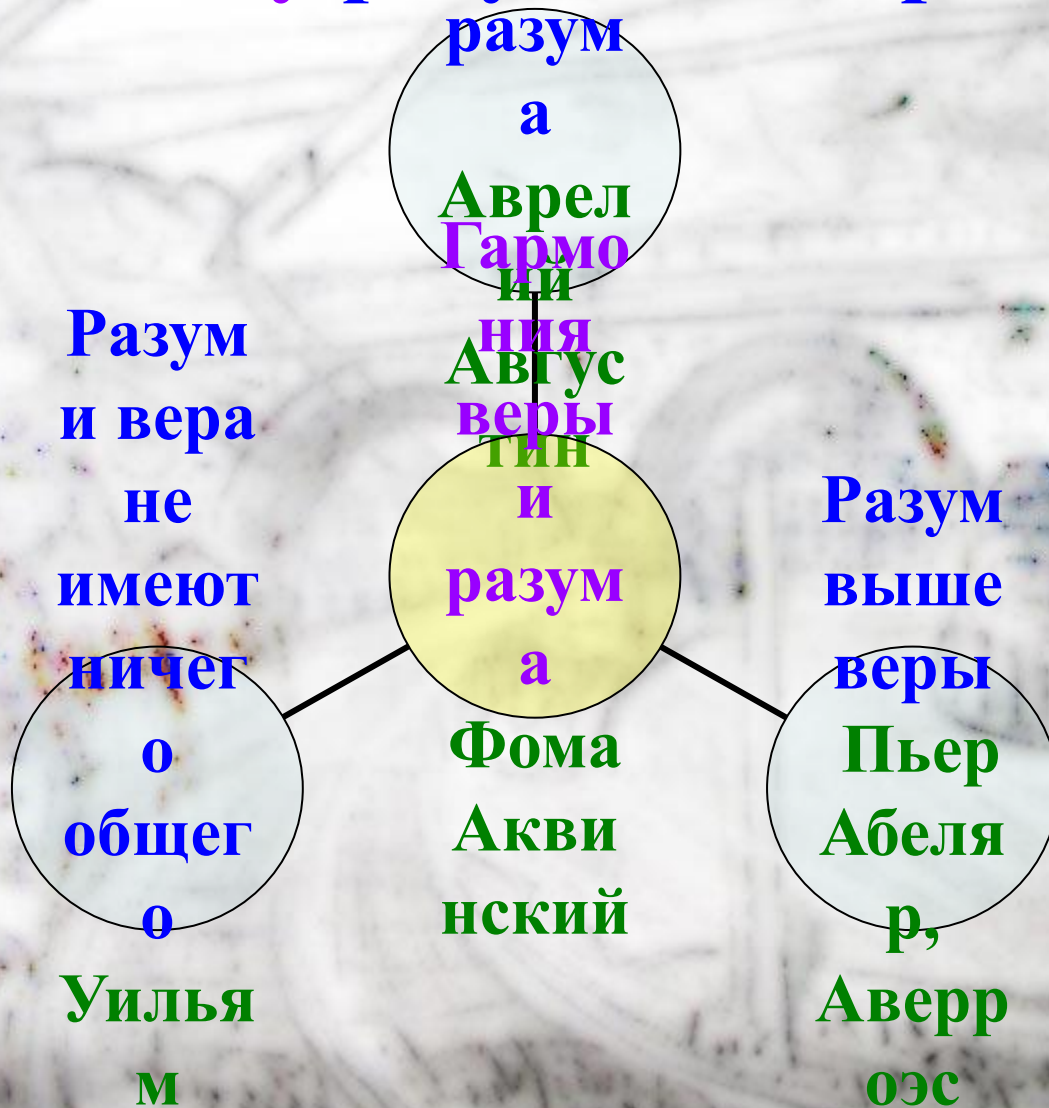 разум
а
Аврел
ий
Авгус
тин
Гармо
ния
веры
и
разум
а
Фома
Акви
нский
Разум
и вера
не
имеют
ничег
о
общег
о
Уилья
м
Разум
выше
веры
Пьер
Абеля
р,
Аверр
оэс